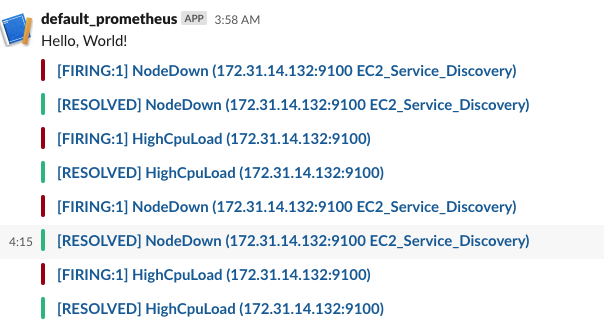 default_prometheus APP 3:58 AM
Hello, World!
[FIRING:1] NodeDown (172.31.14.132:9100 EC2_Service_Discovery)
[RESOLVED] NodeDown (172.31.14.132:9100 EC2_Service_Discovery)
[FIRING:1] HighCpuLoad (172.31.14.132:9100)
[RESOLVED] HighCpuLoad (172.31.14.132:9100)
[FIRING:1] NodeDown (172.31.14.132:9100 EC2_Service_Discovery)
4:15 [RESOLVED] NodeDown (172.31.14.132:9100 EC2_Service_Discovery)
[FIRING:1] HighCpuLoad (172.31.14.132:9100)
[RESOLVED] HighCpuLoad (172.31.14.132:9100)